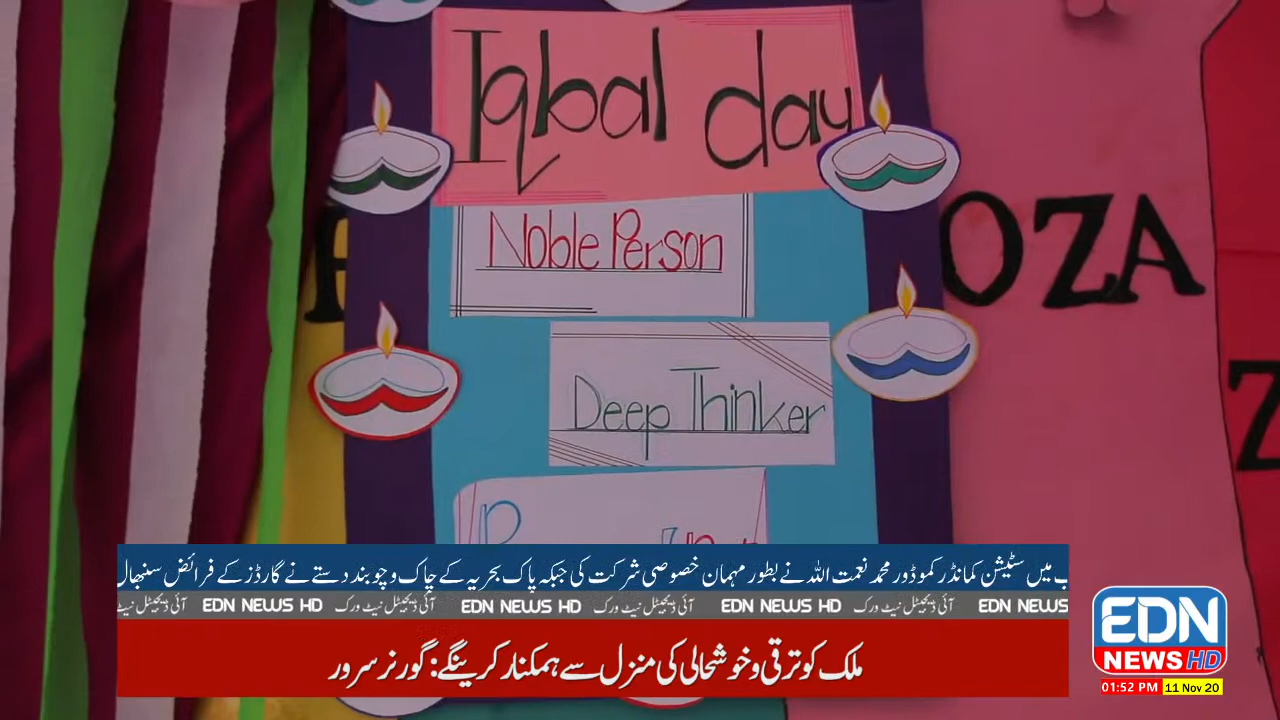 Iqbal day
Noble Person
OZA
Deep Thinker
میں سٹیشن کمانڈر کموڈور محمد نعمت اللہ نے بطور مہمان خصوصی شرکت کی جبکہ پاک بحریہ کے چاک و چوبند دستے نے گارڈز کے فرائض سنبھال
آئی ڈیجیٹل نیٹ ورک EDN NEWS HD آئی ڈیجیٹل نیٹ ورک EDN NEWS HD آئی ڈیجیٹل نیٹ ورک EDN NEWS HD آئی ڈیجیٹل نیٹ ورک EDN NEWS
ملک کو ترقی و خوشحالی کی منزل سے ہمکنار کرینگے: گورنر سرور
EDN
NEWS HD
01:52 PM 11 Nov 20